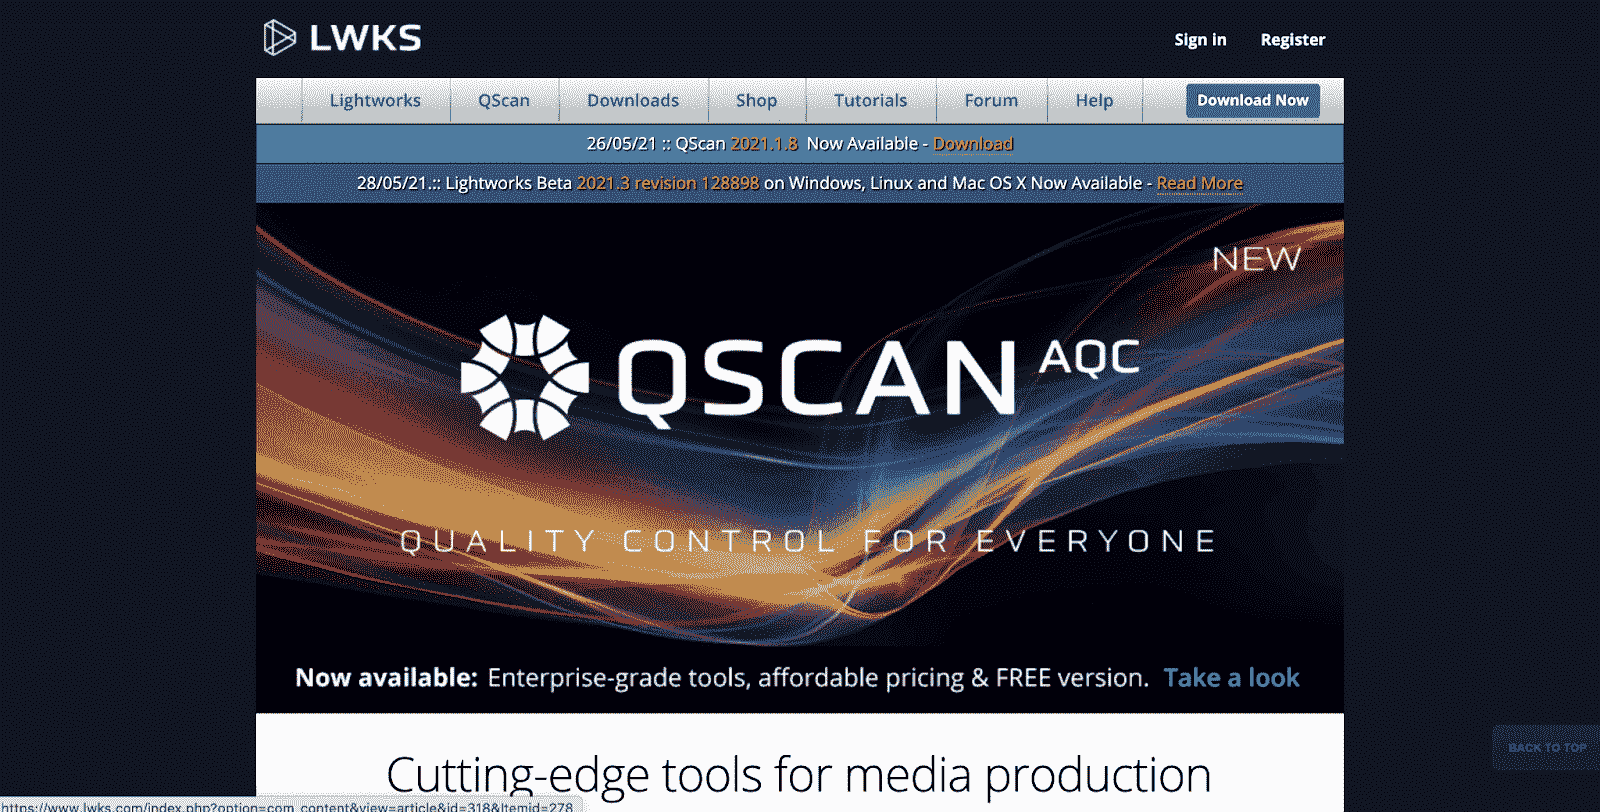 LWKS
Sign in Register
Lightworks QScan Downloads Shop Tutorials Forum Help Download Now
26/05/21 :: QScan 2021.1.8 Now Available - Download
28/05/21.:: Lightworks Beta 2021.3 revision 128898 on Windows, Linux and Mac OS X Now Available - Read More
NEW
QSCAN AQC
QUALITY CONTROL FOR EVERYONE
Now available: Enterprise-grade tools, affordable pricing & FREE version. Take a look
BACK TO TOP
Cutting-edge tools for media production
https://www.lwks.com/index.php?option=com_content&view=article&id=318&Itemid=278